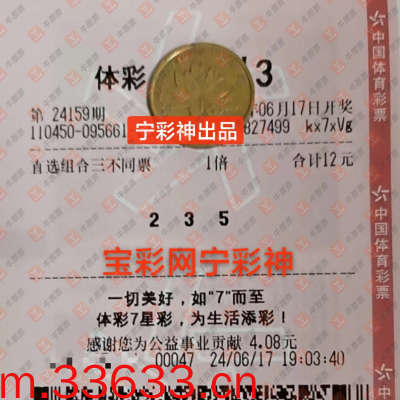 体彩 3
第 24159期 年06月17日开奖
110450-095661 827499 kx7xVg
宁彩神出品
直选组合三不同票 1倍 合计12元
2 3 5
宝彩网宁彩神
一切美好，如“7”而至
体彩7星彩，为生活添彩！
感谢您为公益事业贡献 4.08元
00047 24/06/17 19:03:40
m.33633.cn
中国体育彩票
中国体育彩票